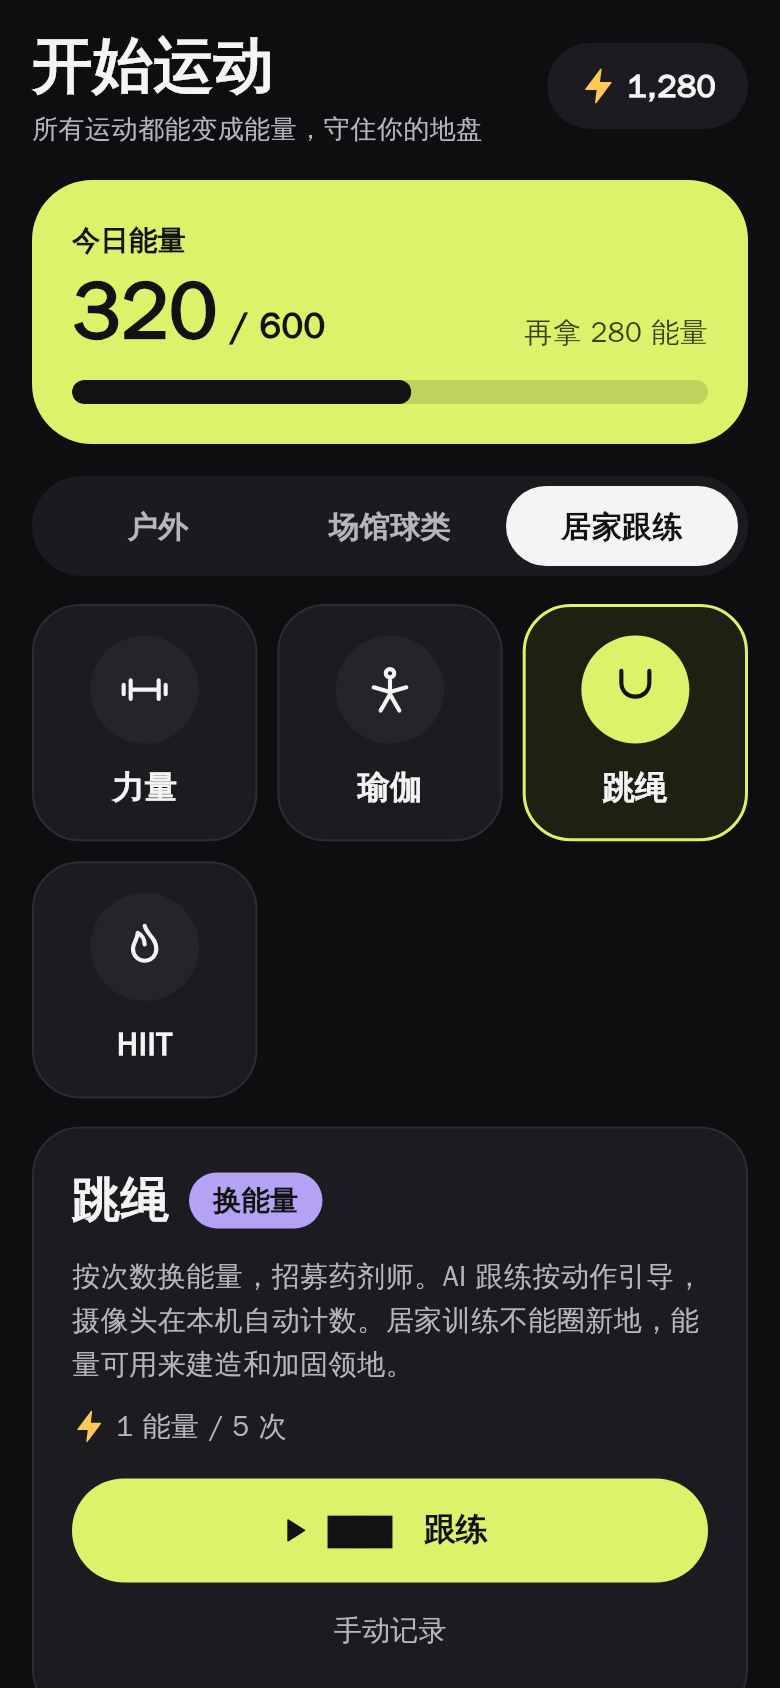 开始运动
1,280
所有运动都能变成能量，守住你的地盘
今日能量
320 / 600
再拿 280 能量
户外
场馆球类
居家跟练
力量
瑜伽
跳绳
HIIT
跳绳
换能量
按次数换能量，招募药剂师。AI 跟练按动作引导，
摄像头在本机自动计数。居家训练不能圈新地，能
量可用来建造和加固领地。
1 能量 / 5 次
跟练
手动记录